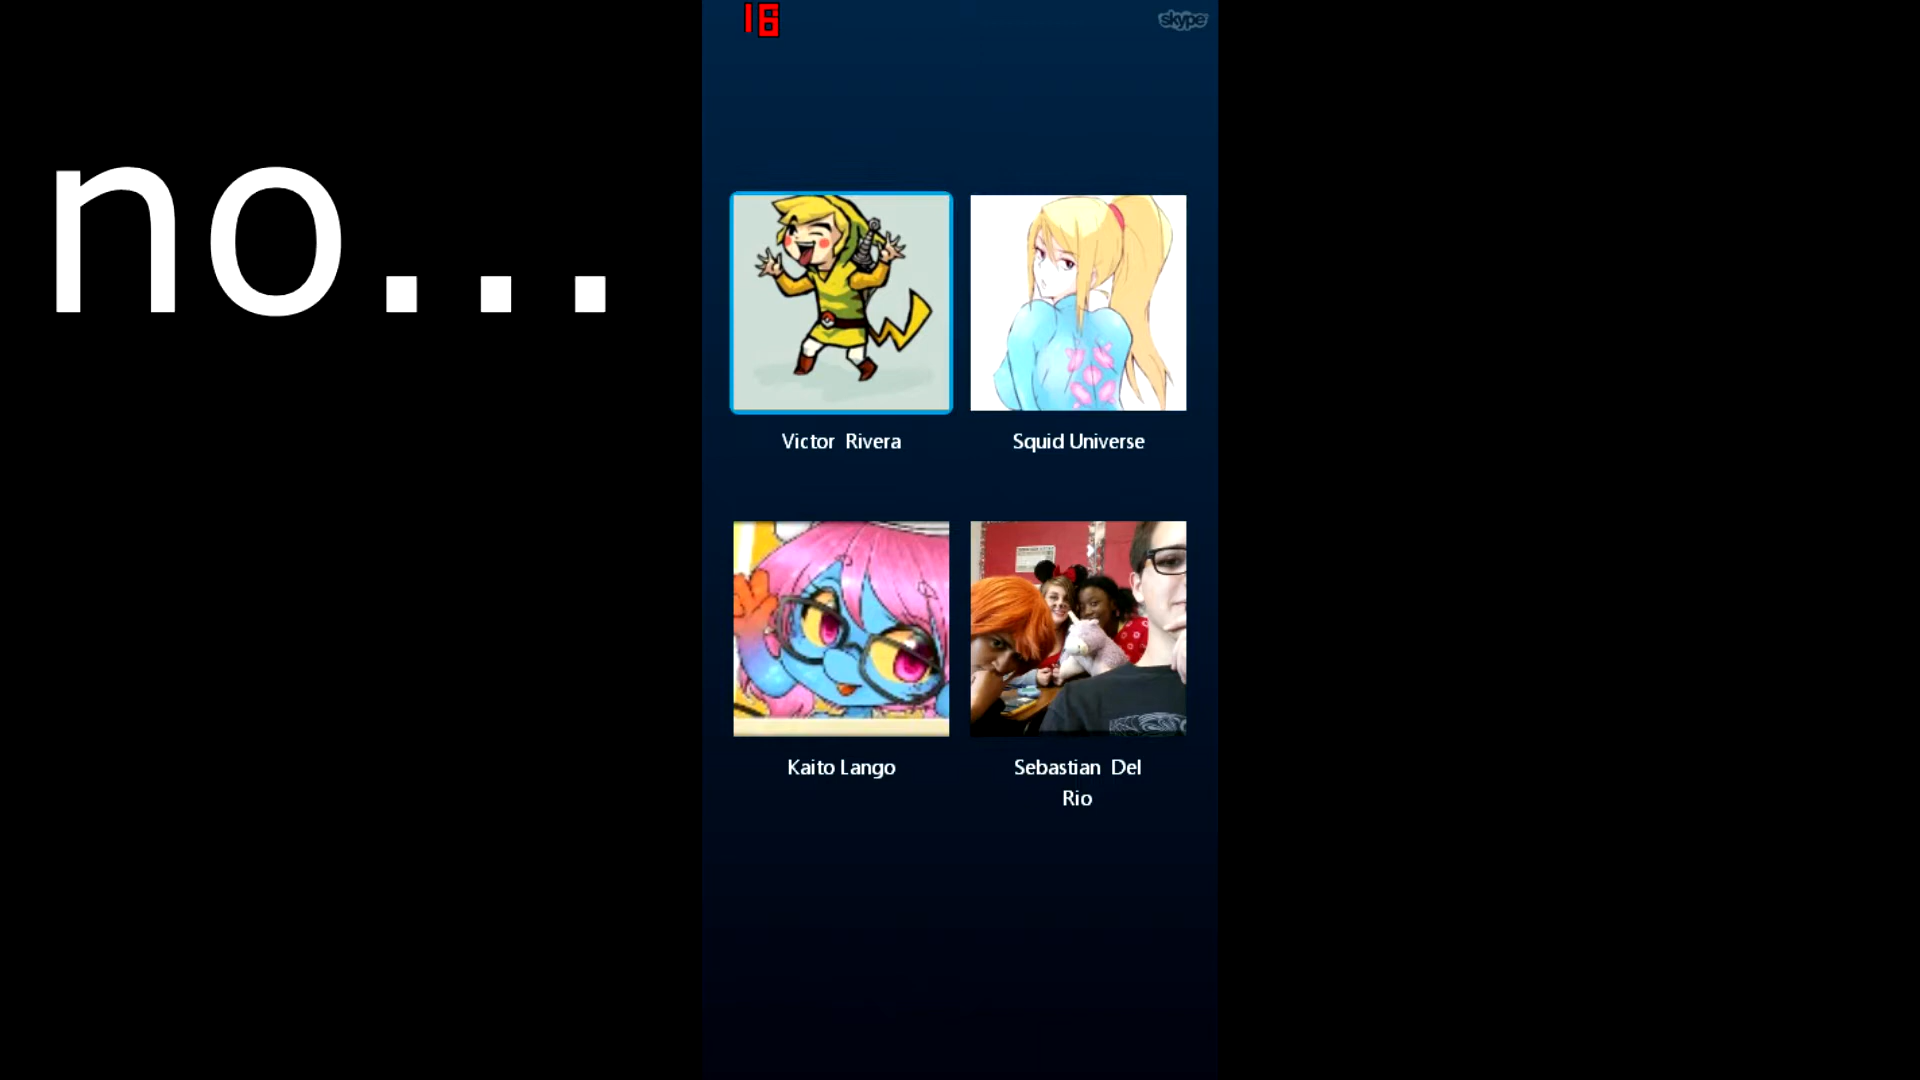 16
skype
no...
Victor Rivera
Squid Universe
Kaito Lango
Sebastian Del
Rio